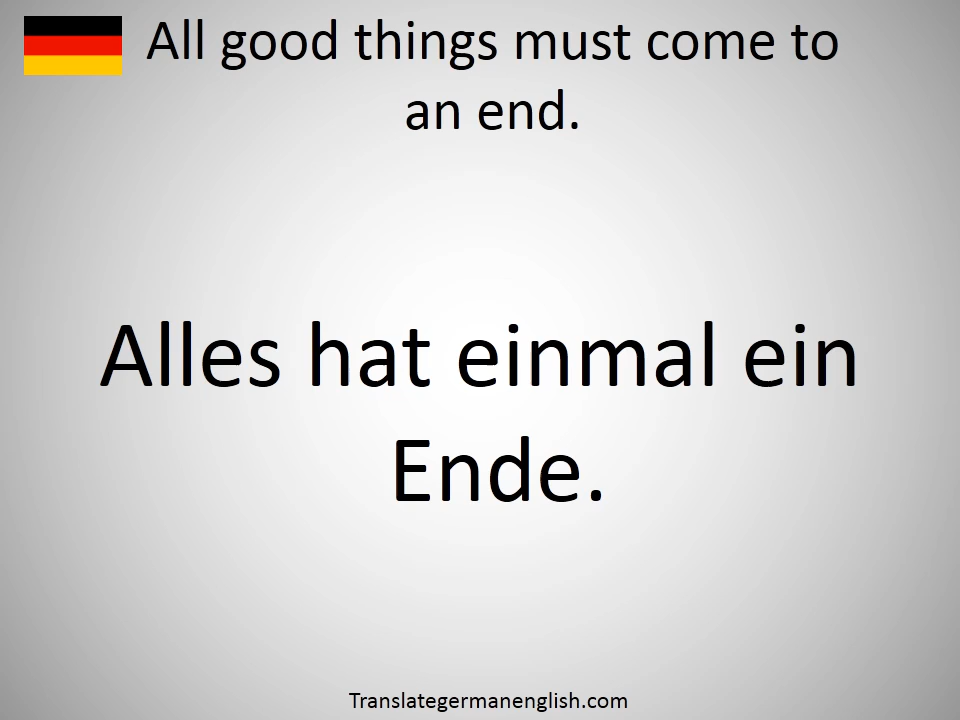 All good things must come to
an end.
Alles hat einmal ein
Ende.
Translategermanenglish.com